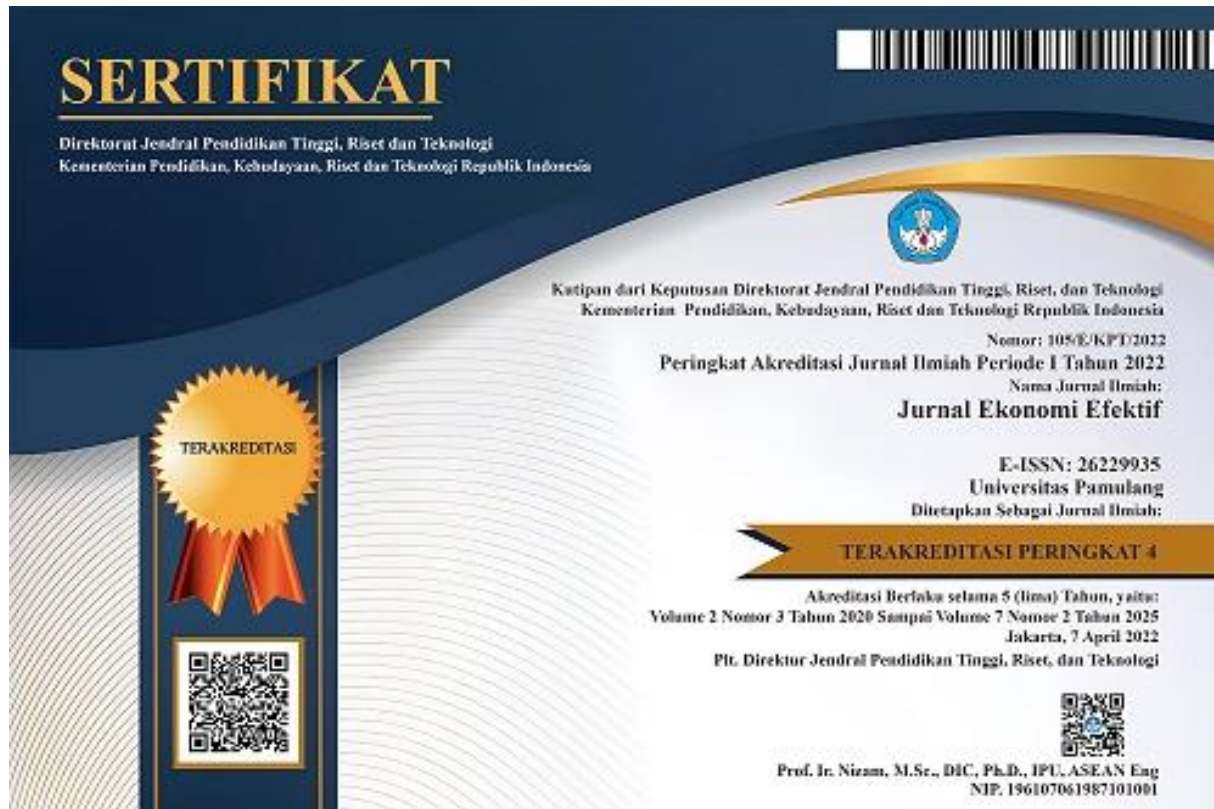 SERTIFIKAT
Direktorat Jendral Pendidikan Tinggi, Riset dan Teknologi
Kementerian Pendidikan, Kebudayaan, Riset dan Teknologi Republik Indonesia
Kutipan dari Keputusan Direktorat Jendral Pendidikan Tinggi, Riset, dan Teknologi
Kementerian Pendidikan, Kebudayaan, Riset dan Teknologi Republik Indonesia
Nomor: 105/E/KPT/2022
Peringkat Akreditasi Jurnal Ilmiah Periode I Tahun 2022
Nama Jurnal Ilmiah:
Jurnal Ekonomi Efektif
E-ISSN: 26229935
Universitas Pamulang
Ditetapkan Sebagai Jurnal Ilmiah:
TERAKREDITASI PERINGKAT 4
Akreditasi Berlaku selama 5 (lima) Tahun, yaitu:
Volume 2 Nomor 3 Tahun 2020 Sampai Volume 7 Nomor 2 Tahun 2025
Jakarta, 7 April 2022
Plt. Direktur Jendral Pendidikan Tinggi, Riset, dan Teknologi
Prof. Ir. Nizam, M.Sc., DIC, Ph.D., IPU, ASEAN Eng
NIP. 196107061987101001
TERAKREDITASI